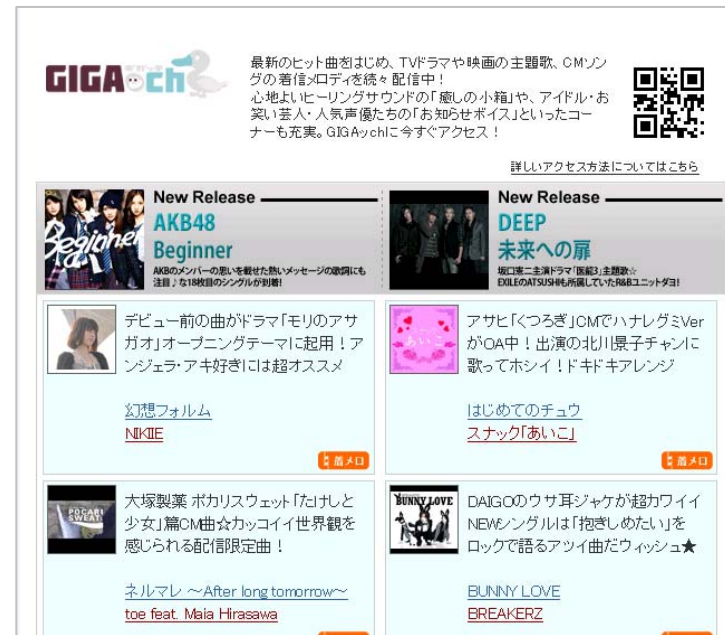 GIGAッch
最新のヒット曲をはじめ、TVドラマや映画の主題歌、CMソン
グの着信メロディを続々配信中！
心地よいヒーリングサウンドの「癒しの小箱」や、アイドル・お
笑い芸人・人気声優たちの「お知らせボイス」といったコー
ナーも充実。GIGAッchに今すぐアクセス！
詳しいアクセス方法についてはこちら
Beginner
New Release
AKB48
Beginner
AKBのメンバーの思いを載せた熱いメッセージの歌詞にも
注目♪な18枚目のシングルが到着!
New Release
DEEP
未来への扉
坂口憲二主演ドラマ「医龍3」主題歌☆
EXILEのATSUSHIも所属していたR&Bユニットダヨ!
デビュー前の曲がドラマ「モリのアサ
ガオ」オープニングテーマに起用！ア
ンジェラ・アキ好きには超オススメ
幻想フォルム
NIKIIE
着メロ
あいこ
アサヒ「くつろぎ」CMでハナレグミVer
がOA中！出演の北川景子チャンに
歌ってホシイ！ドキドキアレンジ
はじめてのチュウ
スナック「あいこ」
着メロ
POCARI
SWEAT
大塚製薬 ポカリスウェット「たけしと
少女」篇CM曲☆カッコイイ世界観を
感じられる配信限定曲！
ネルマレ ～After long tomorrow～
toe feat. Maia Hirasawa
BUNNY LOVE
DAIGOのウサ耳ジャケが超カワイイ
NEWシングルは「抱きしめたい」を
ロックで語るアツイ曲だウィッシュ★
BUNNY LOVE
BREAKERZ